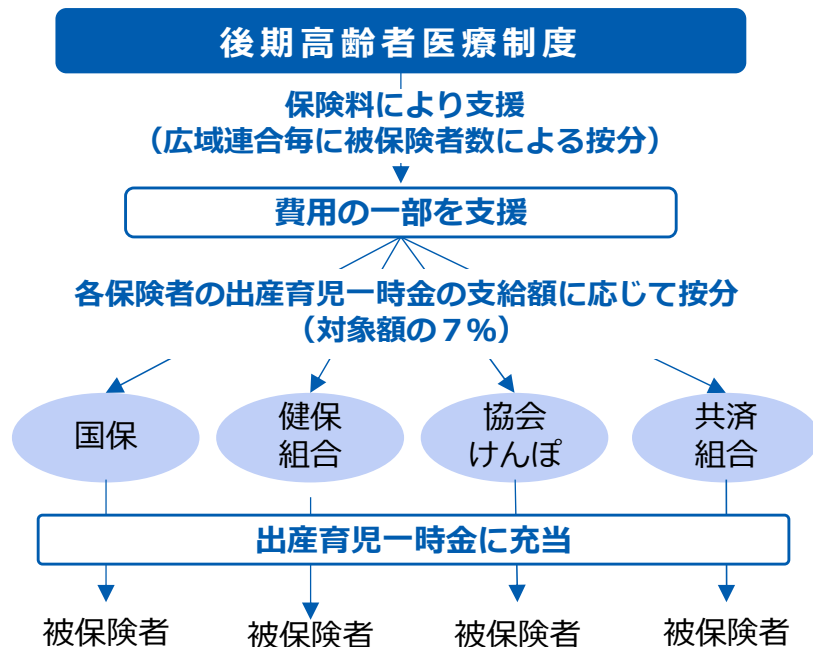 後期高齢者医療制度
保険料により支援
（広域連合毎に被保険者数による按分）
費用の一部を支援
各保険者の出産育児一時金の支給額に応じて按分
（対象額の７％）
国保
健保
組合
協会
けんぽ
共済
組合
出産育児一時金に充当
被保険者
被保険者
被保険者
被保険者